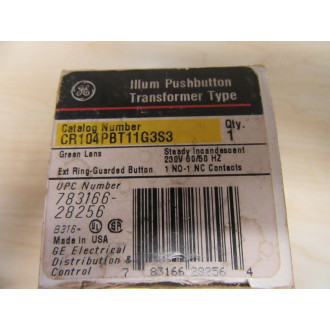 GE
Illum Pushbutton
Transformer Type
Catalog Number
CR104PBT11G3S3
Qty.
1
Green Lens
Steady Incandescent
230V 60/50 HZ
Ext Ring-Guarded Button
1 NO-1 NC Contacts
UPC Number
783166-
28256
B316
UL
Made in USA
GE Electrical
Distribution &
Control
7 83166 28256 4